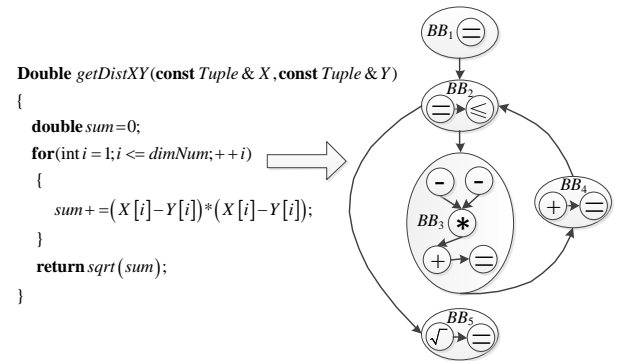 Double getDistXY(const Tuple & X,const Tuple & Y)
{
double sum=0;
for(int i = 1;i <= dimNum;++i)
{
sum+=(X[i]−Y[i])*(X[i]−Y[i]);
}
return sqrt(sum);
}
BB1 =
BB2
= ⩽
- -
BB3 *
+ =
BB4
+ =
BB5
√ =